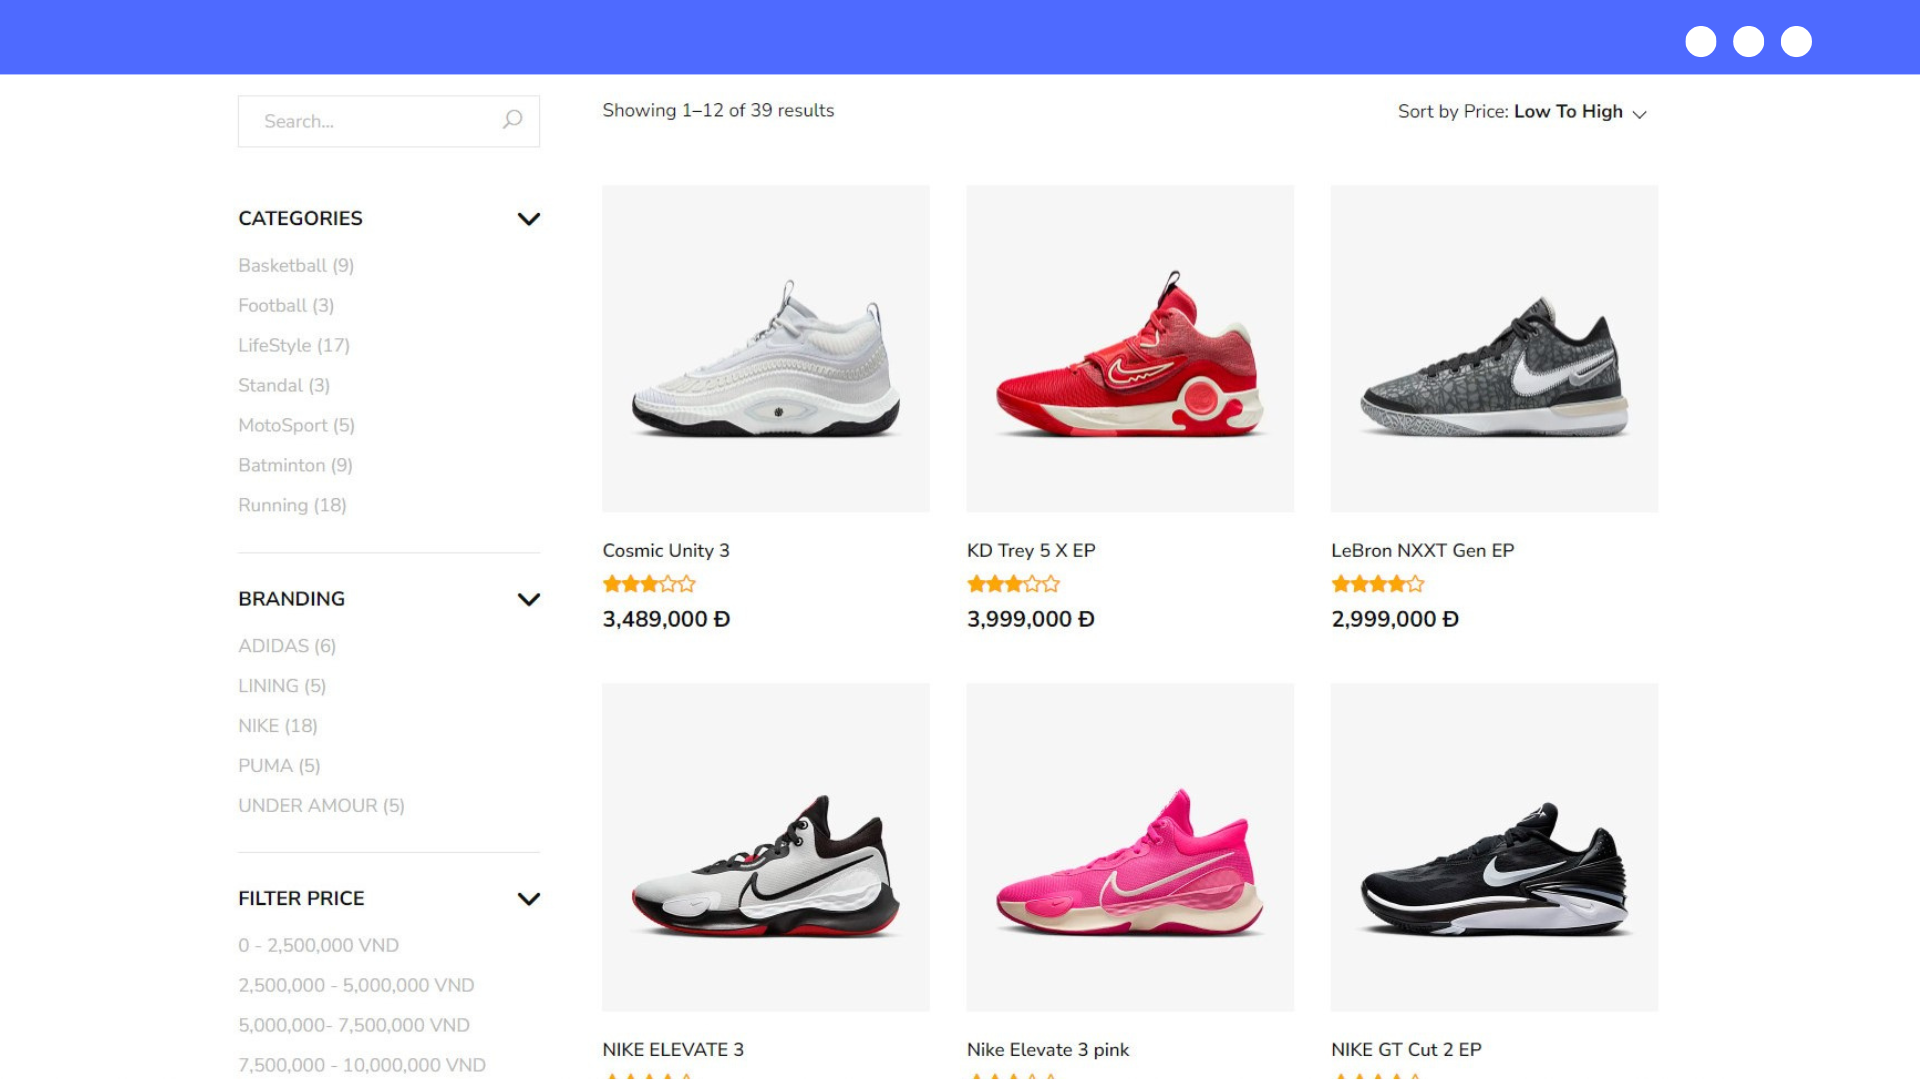 Search...
CATEGORIES
Basketball (9)
Football (3)
LifeStyle (17)
Standal (3)
MotoSport (5)
Batminton (9)
Running (18)
BRANDING
ADIDAS (6)
LINING (5)
NIKE (18)
PUMA (5)
UNDER AMOUR (5)
FILTER PRICE
0 - 2,500,000 VND
2,500,000 - 5,000,000 VND
5,000,000- 7,500,000 VND
7,500,000 - 10,000,000 VND
Showing 1–12 of 39 results
Sort by Price: Low To High
Cosmic Unity 3
3,489,000 Đ
KD Trey 5 X EP
3,999,000 Đ
LeBron NXXT Gen EP
2,999,000 Đ
NIKE ELEVATE 3
Nike Elevate 3 pink
NIKE GT Cut 2 EP